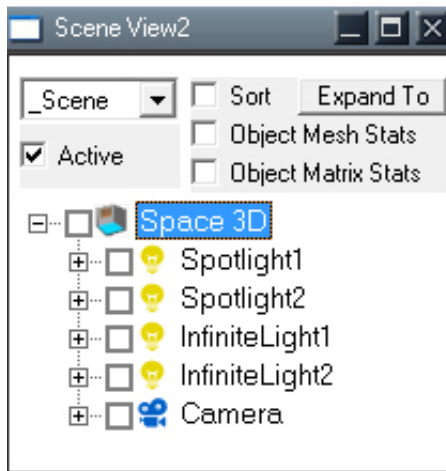 Scene View2
_Scene
Sort
Expand To
Active
Object Mesh Stats
Object Matrix Stats
Space 3D
Spotlight1
Spotlight2
InfiniteLight1
InfiniteLight2
Camera